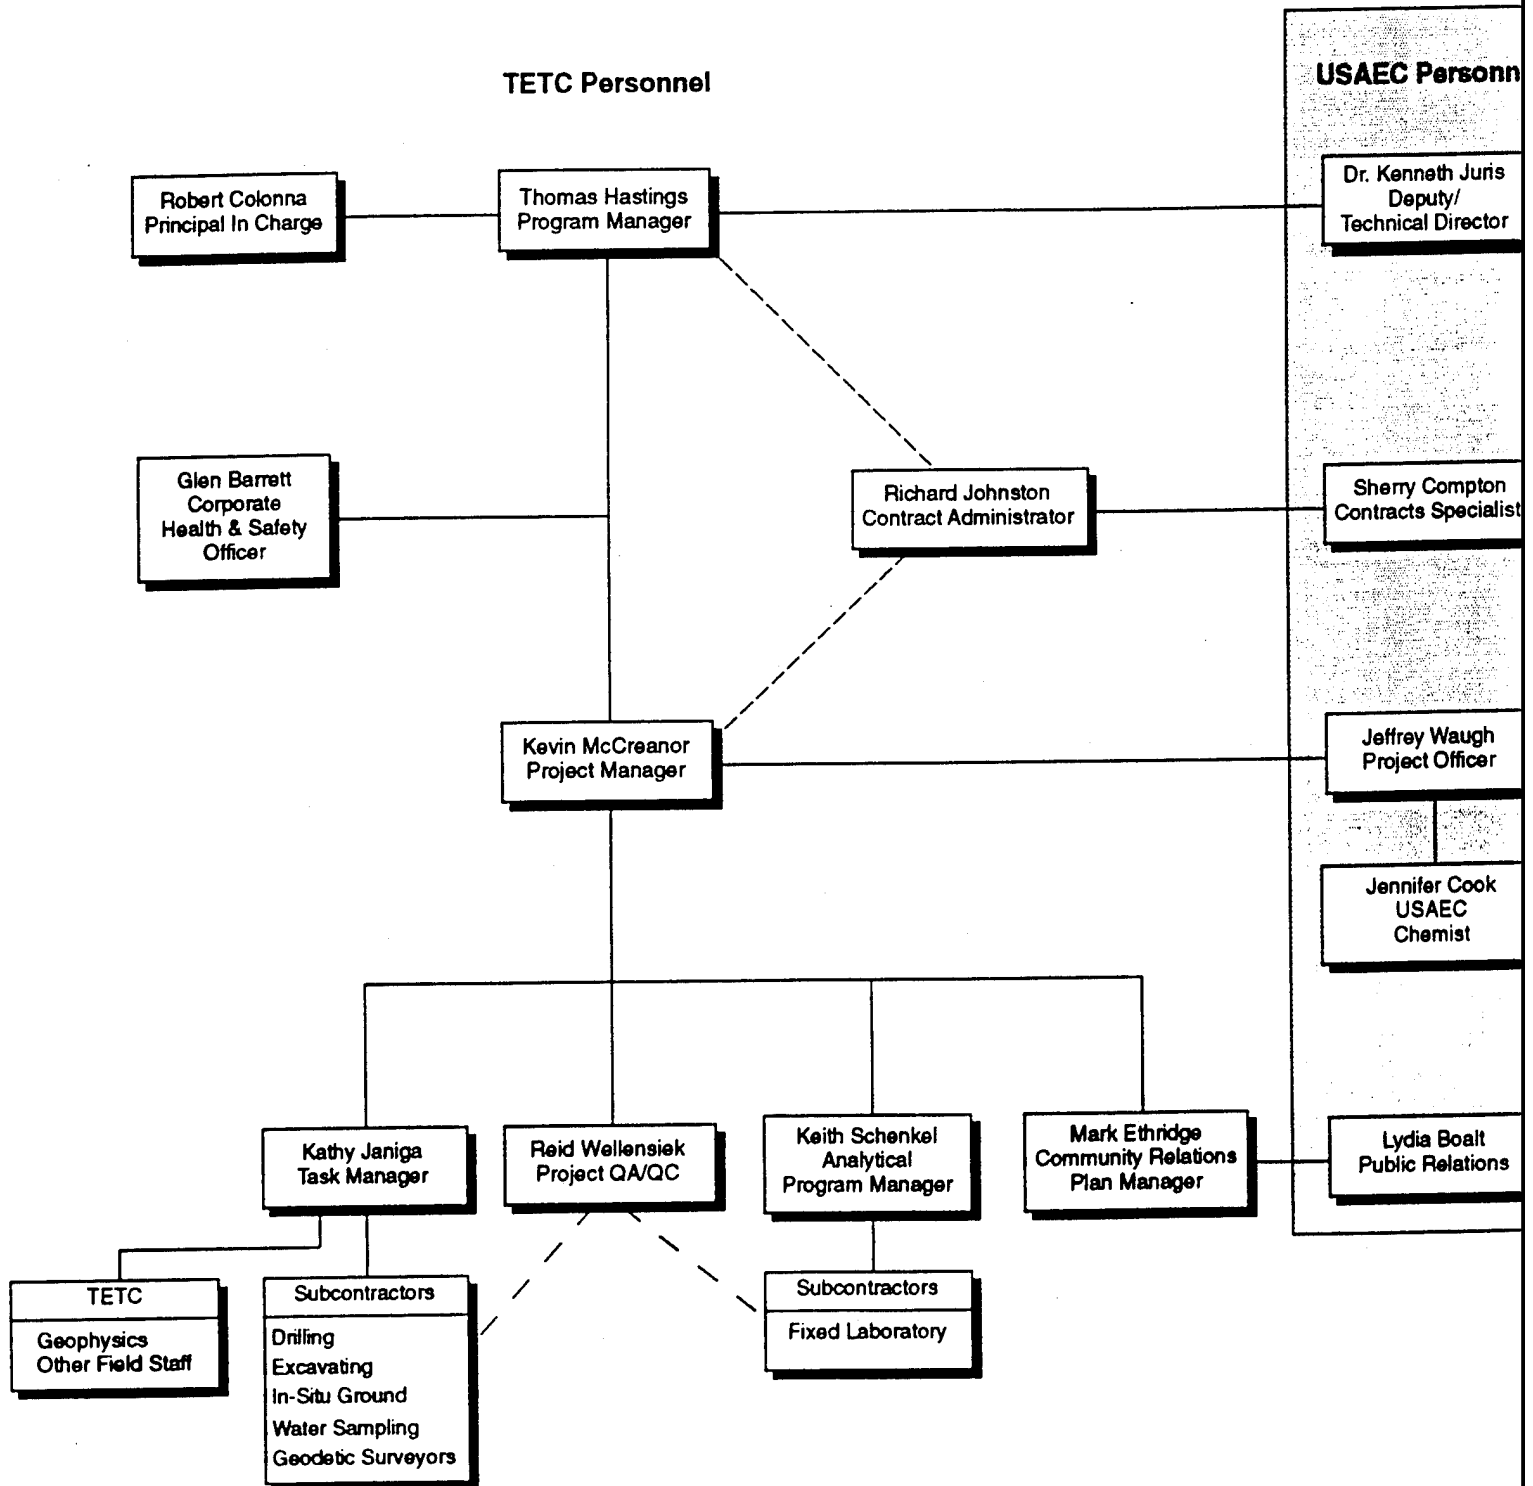 TETC Personnel
USAEC Personn
Robert Colonna
Principal In Charge
Thomas Hastings
Program Manager
Dr. Kenneth Juris
Deputy/
Technical Director
Glen Barrett
Corporate
Health & Safety
Officer
Richard Johnston
Contract Administrator
Sherry Compton
Contracts Specialist
Kevin McCreanor
Project Manager
Jeffrey Waugh
Project Officer
Jennifer Cook
USAEC
Chemist
Kathy Janiga
Task Manager
Reid Wellensiek
Project QA/QC
Keith Schenkel
Analytical
Program Manager
Mark Ethridge
Community Relations
Plan Manager
Lydia Boalt
Public Relations
TETC
Geophysics
Other Field Staff
Subcontractors
Drilling
Excavating
In-Situ Ground
Water Sampling
Geodetic Surveyors
Subcontractors
Fixed Laboratory